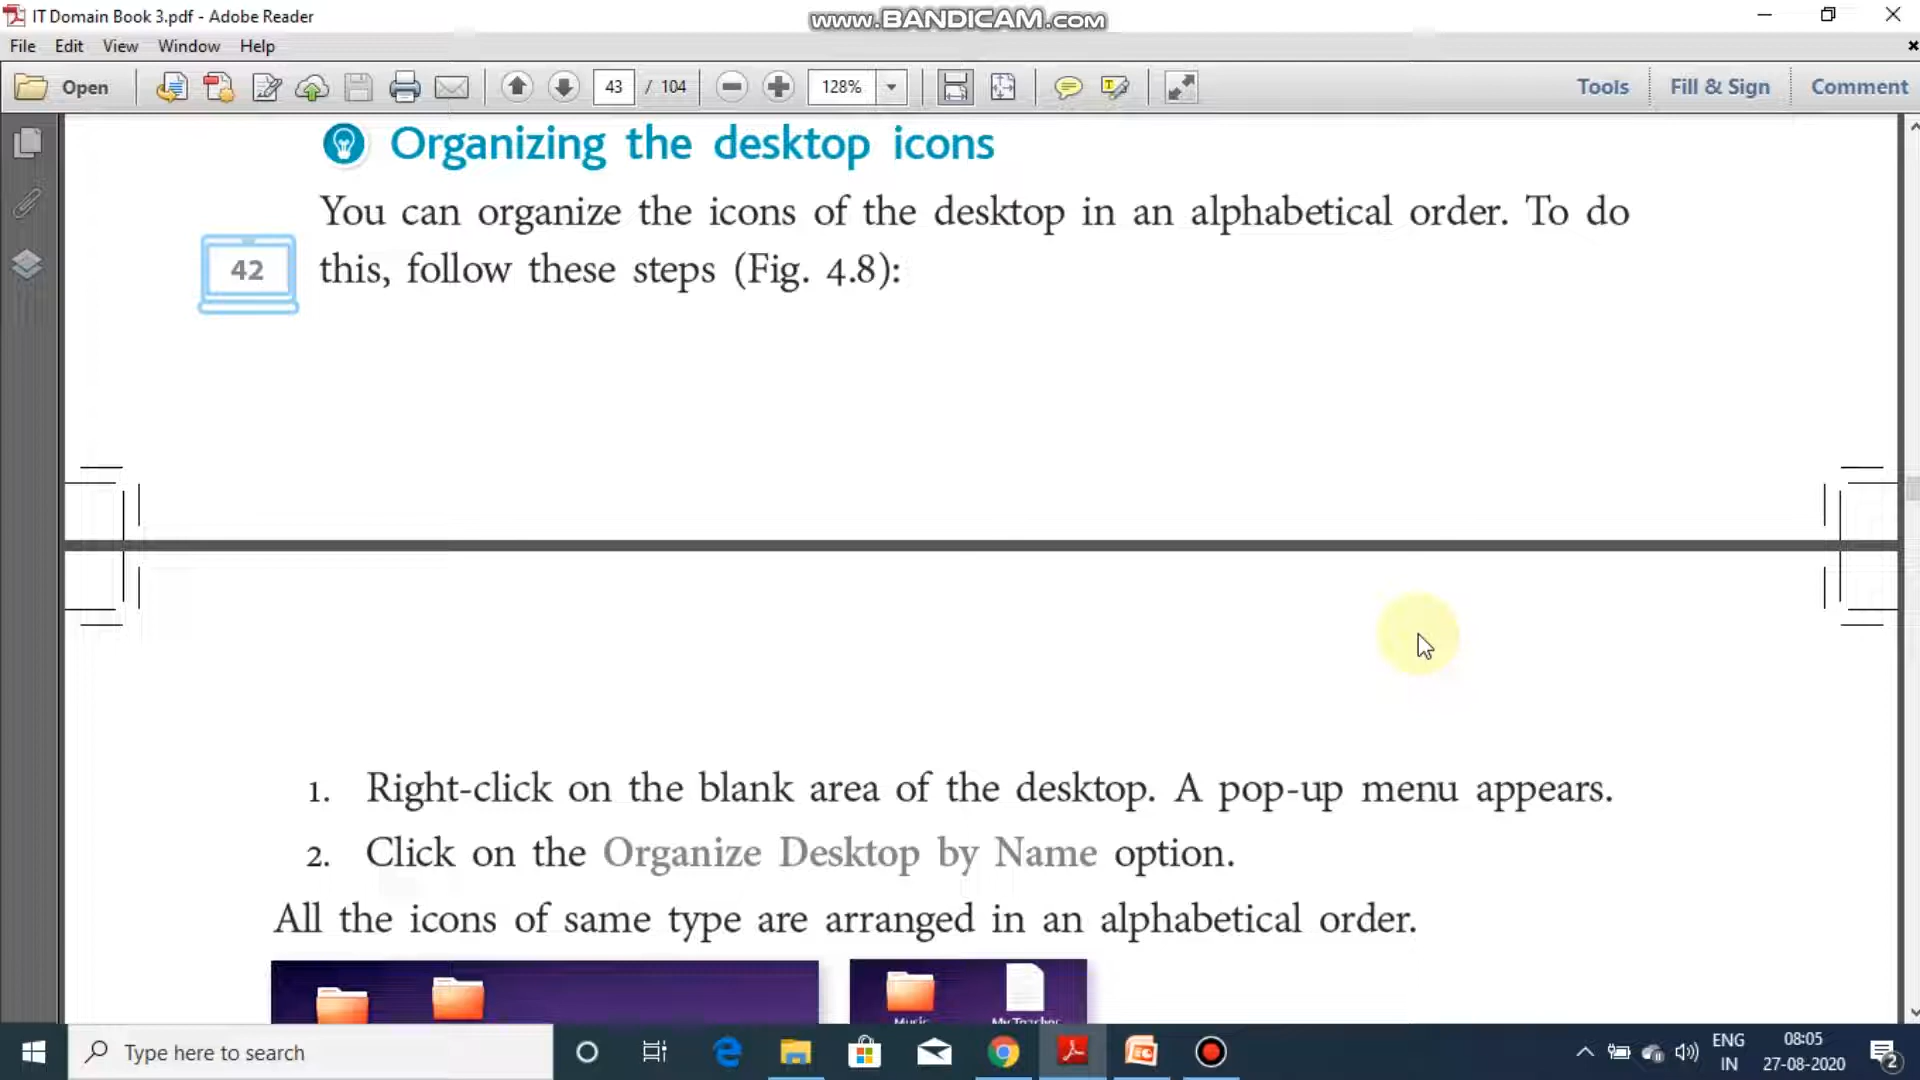 IT Domain Book 3.pdf - Adobe Reader
www.BANDICAM.com
File Edit View Window Help
Open 43 / 104 128% Tools Fill & Sign Comment
Organizing the desktop icons
You can organize the icons of the desktop in an alphabetical order. To do
this, follow these steps (Fig. 4.8):
42
1. Right-click on the blank area of the desktop. A pop-up menu appears.
2. Click on the Organize Desktop by Name option.
All the icons of same type are arranged in an alphabetical order.
Music My Teacher
Type here to search
ENG 08:05
IN 27-08-2020 2